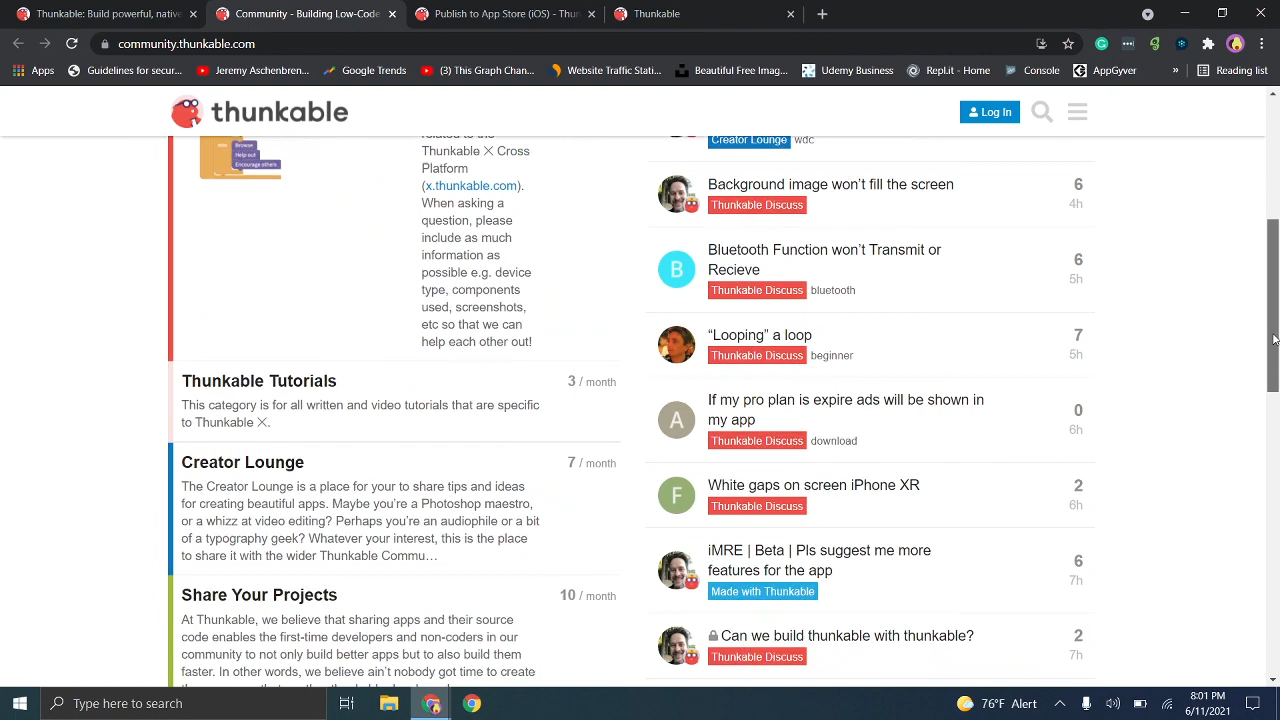 Thunkable: Powerful, native, ×
Low-Code + No-Code ×
Publish to App Store (iOS) - Thun ×
Thunkable ×
community.thunkable.com
Apps
Guidelines for secur...
Jeremy Aschenbren...
Google Trends
(3) This Graph Chan...
Website Traffic Stati...
Beautiful Free Imag...
Udemy Business
Replit - Home
Console
Appgyver
»
Reading list
thunkable
Log In
Browse
Help out
Encourage others
Thunkable X Cross
Platform
(x.thunkable.com).
When asking a
question, please
include as much
information as
possible e.g. device
type, components
used, screenshots,
etc so that we can
help each other out!
Thunkable Tutorials
3 / month
This category is for all written and video tutorials that are specific
to Thunkable X.
Creator Lounge
7 / month
The Creator Lounge is a place for your to share tips and ideas
for creating beautiful apps. Maybe you're a Photoshop maestro,
or a whizz at video editing? Perhaps you're an audiophile or a bit
of a typography geek? Whatever your interest, this is the place
to share it with the wider Thunkable Commu...
Share Your Projects
10 / month
At Thunkable, we believe that sharing apps and their source
code enables the first-time developers and non-coders in our
community to not only build better apps but also build them
faster. In other words, we believe ain't nobody got time to create
Creator Lounge wdc
Background image won't fill the screen
6
Thunkable Discuss
4h
Bluetooth Function won't Transmit or
Recieve
6
Thunkable Discuss bluetooth
5h
B
"Looping" a loop
7
Thunkable Discuss beginner
5h
If my pro plan is expire ads will be shown in
my app
0
Thunkable Discuss download
6h
A
White gaps on screen iPhone XR
2
Thunkable Discuss
6h
F
iMRE | Beta | Pls suggest me more
features for the app
6
Made with Thunkable
7h
Can we build thunkable with thunkable?
2
Thunkable Discuss
7h
Type here to search
76°F Alert
8:01 PM
6/11/2021